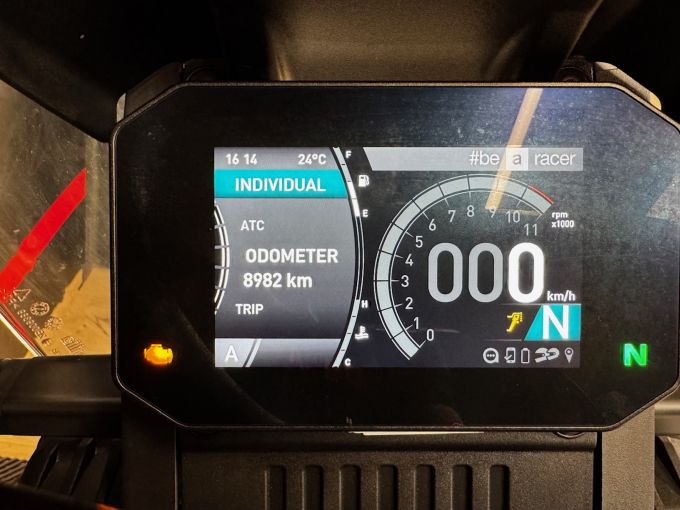 16 14 24°C
INDIVIDUAL
ATC
ODOMETER
8982 km
TRIP
A
F
E
H
C
#be a racer
0
1
2
3
4
5
6
7
8
9
10
11
rpm
x1000
000
km/h
N
N